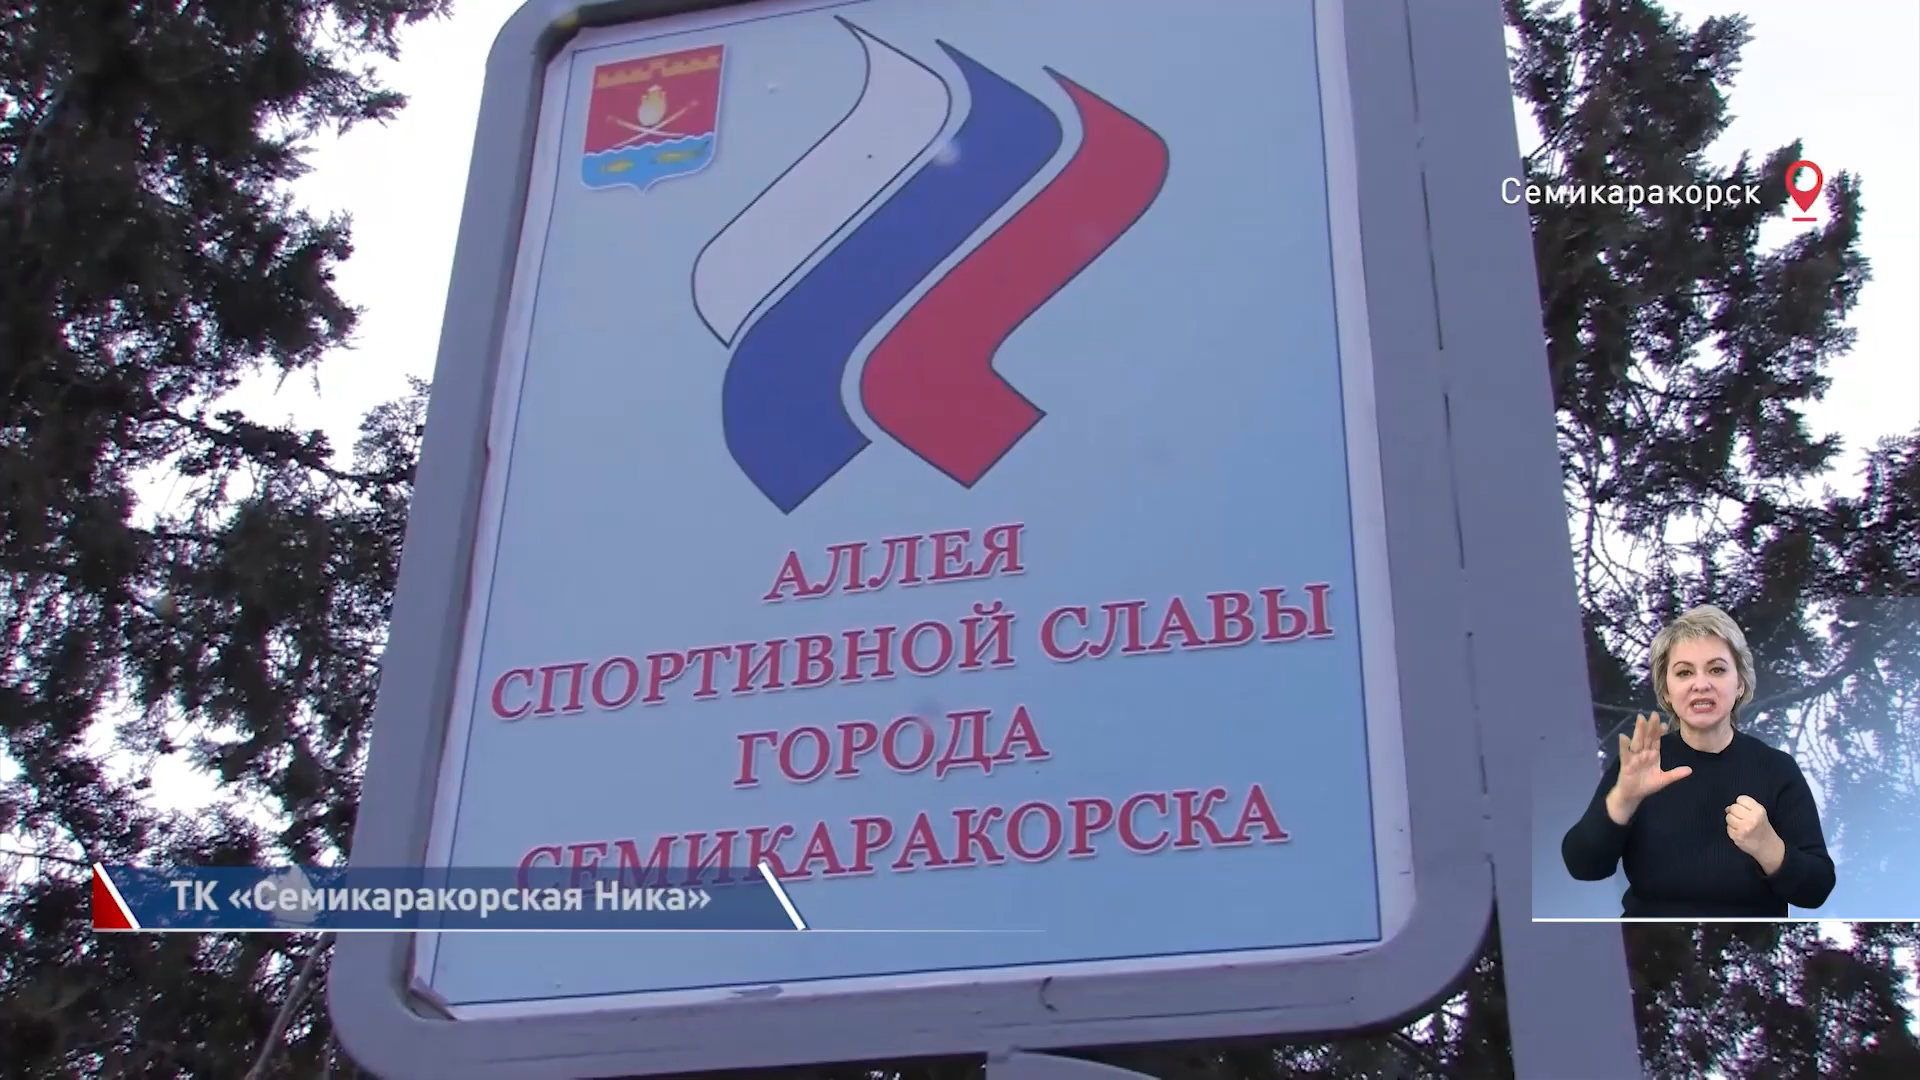 Семикаракорск
АЛЛЕЯ
СПОРТИВНОЙ СЛАВЫ
ГОРОДА
СЕМИКАРАКОРСКА
ТК «Семикаракорская Ника»